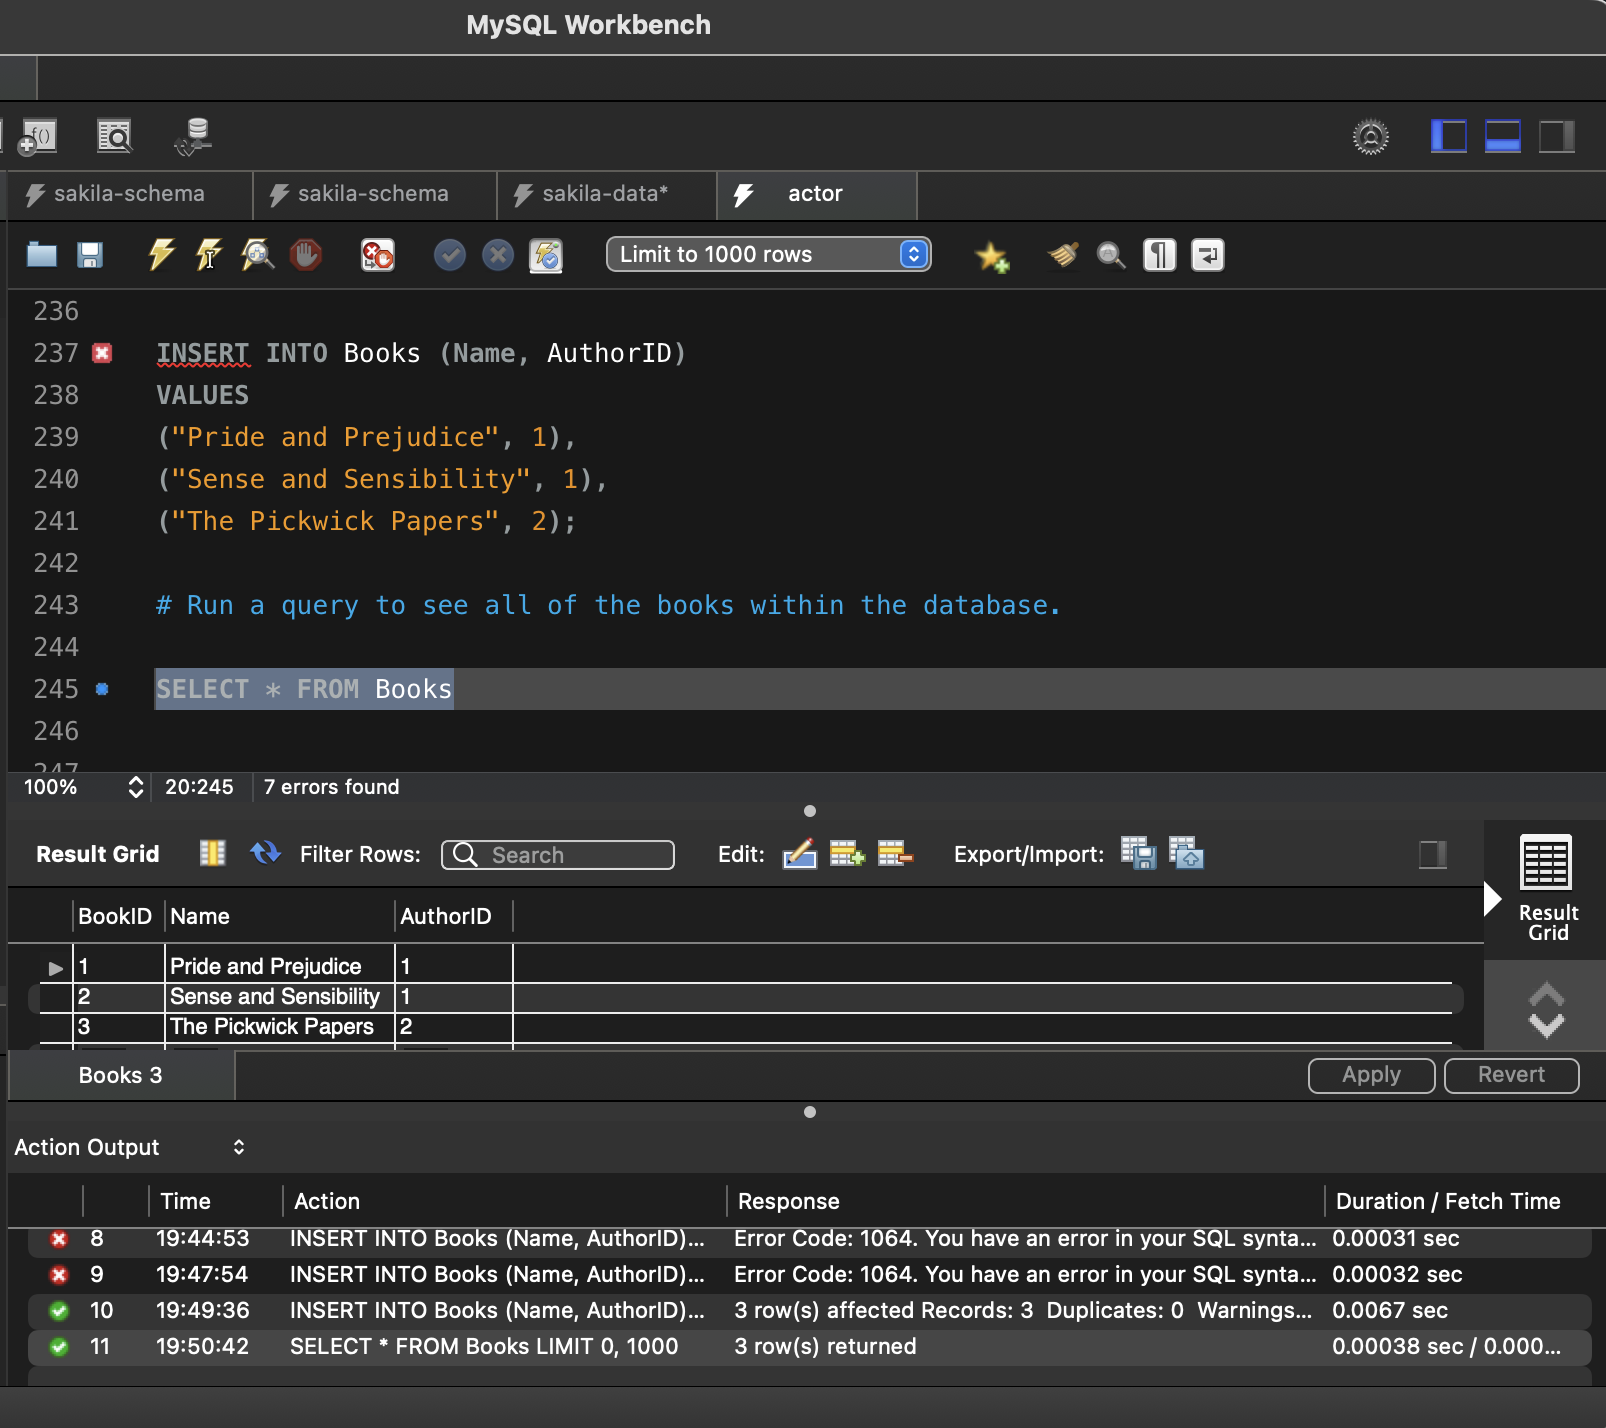 MySQL Workbench
f()
sakila-schema sakila-schema sakila-data* actor
Limit to 1000 rows
236
237 INSERT INTO Books (Name, AuthorID)
238 VALUES
239 ("Pride and Prejudice", 1),
240 ("Sense and Sensibility", 1),
241 ("The Pickwick Papers", 2);
242
243 # Run a query to see all of the books within the database.
244
245 SELECT * FROM Books
246
247
100% 20:245 7 errors found
Result Grid Filter Rows: Search Edit: Export/Import:
Result
Grid
BookID Name AuthorID
1 Pride and Prejudice 1
2 Sense and Sensibility 1
3 The Pickwick Papers 2
Books 3 Apply Revert
Action Output
Time Action Response Duration / Fetch Time
8 19:44:53 INSERT INTO Books (Name, AuthorID)... Error Code: 1064. You have an error in your SQL synta... 0.00031 sec
9 19:47:54 INSERT INTO Books (Name, AuthorID)... Error Code: 1064. You have an error in your SQL synta... 0.00032 sec
10 19:49:36 INSERT INTO Books (Name, AuthorID)... 3 row(s) affected Records: 3 Duplicates: 0 Warnings... 0.0067 sec
11 19:50:42 SELECT * FROM Books LIMIT 0, 1000 3 row(s) returned 0.00038 sec / 0.000...